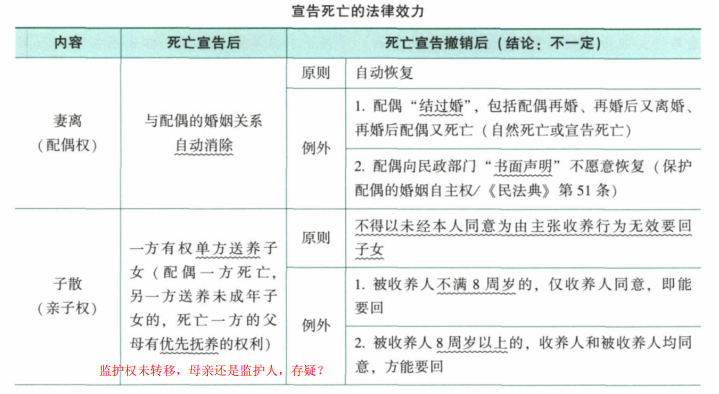 宣告死亡的法律效力
内容 死亡宣告后 死亡宣告撤销后（结论：不一定）
妻离
（配偶权）
与配偶的婚姻关系
自动消除
原则
自动恢复
例外
1. 配偶“结过婚”，包括配偶再婚、再婚后又离婚、
再婚后配偶又死亡（自然死亡或宣告死亡）
2. 配偶向民政部门“书面声明”不愿意恢复（保护
配偶的婚姻自主权/《民法典》第 51 条）
子散
（亲子权）
一方有权单方送养子
女（配偶一方死亡，
另一方送养未成年子
女的，死亡一方的父
母有优先抚养的权利）
原则
不得以未经本人同意为由主张收养行为无效要回
子女
例外
1. 被收养人不满 8 周岁的，仅收养人同意，即能
要回
2. 被收养人 8 周岁以上的，收养人和被收养人均同
意，方能要回
监护权未转移，母亲还是监护人，存疑？